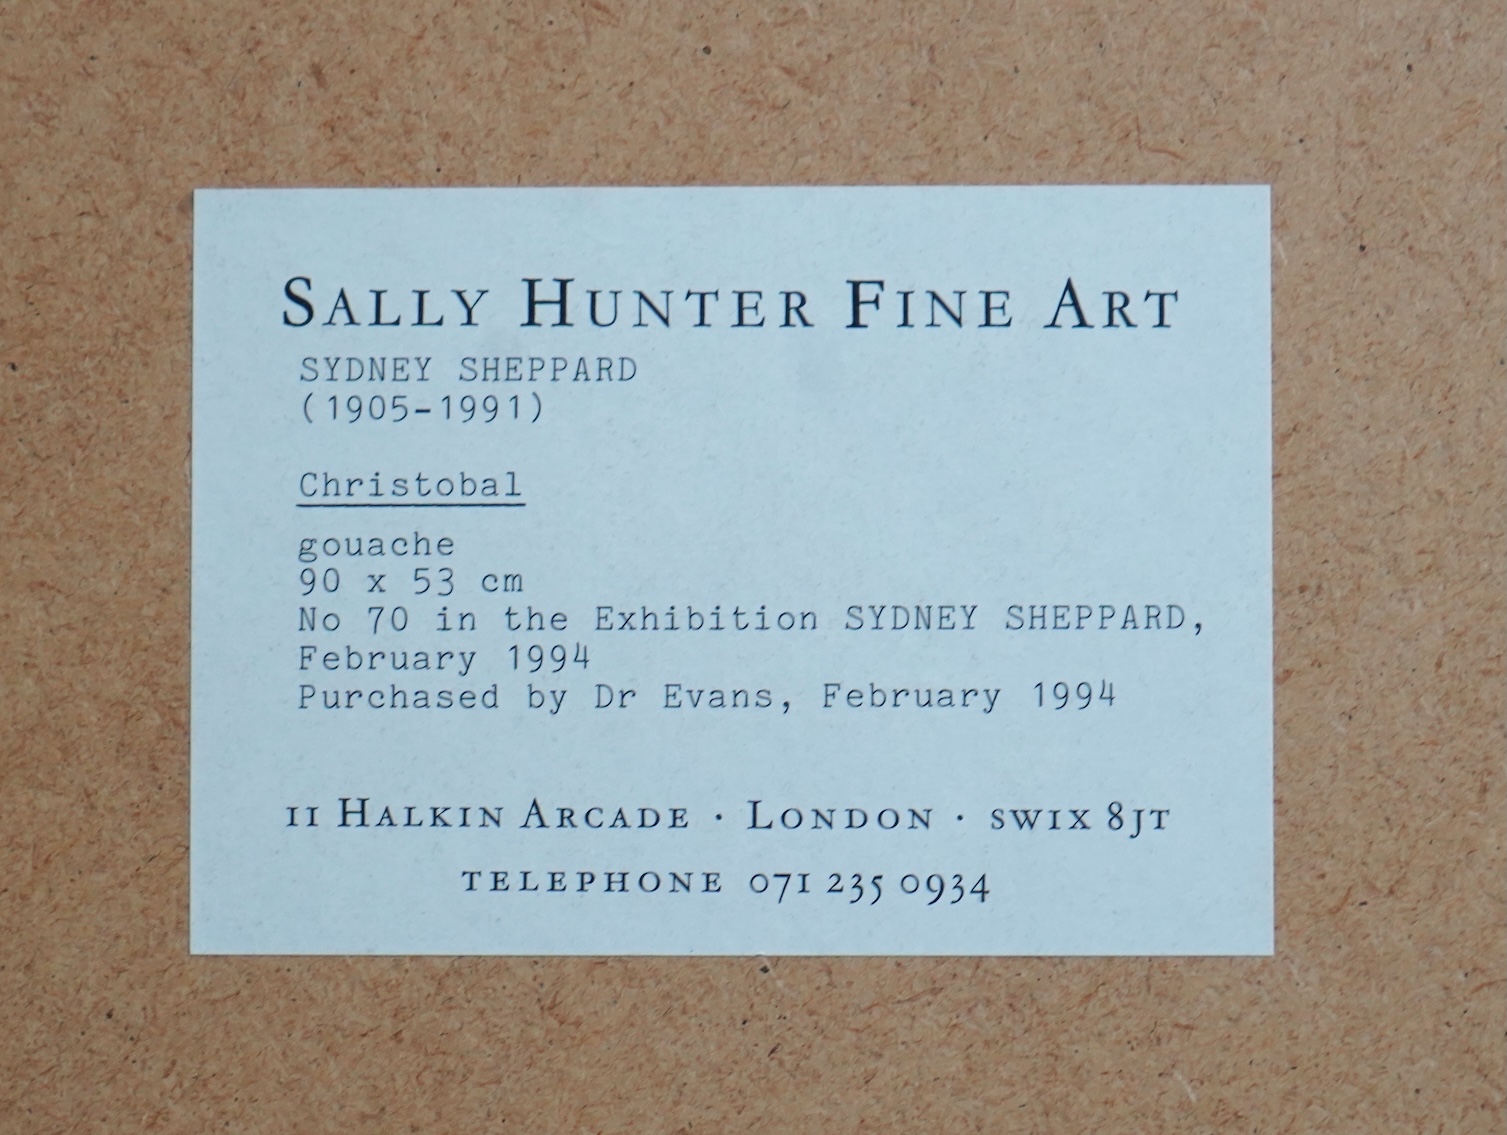 SALLY HUNTER FINE ART
SYDNEY SHEPPARD
(1905-1991)
Christobal
gouache
90 x 53 cm
No 70 in the Exhibition SYDNEY SHEPPARD,
February 1994
Purchased by Dr Evans, February 1994
11 HALKIN ARCADE · LONDON · SW1X 8JT
TELEPHONE 071 235 0934